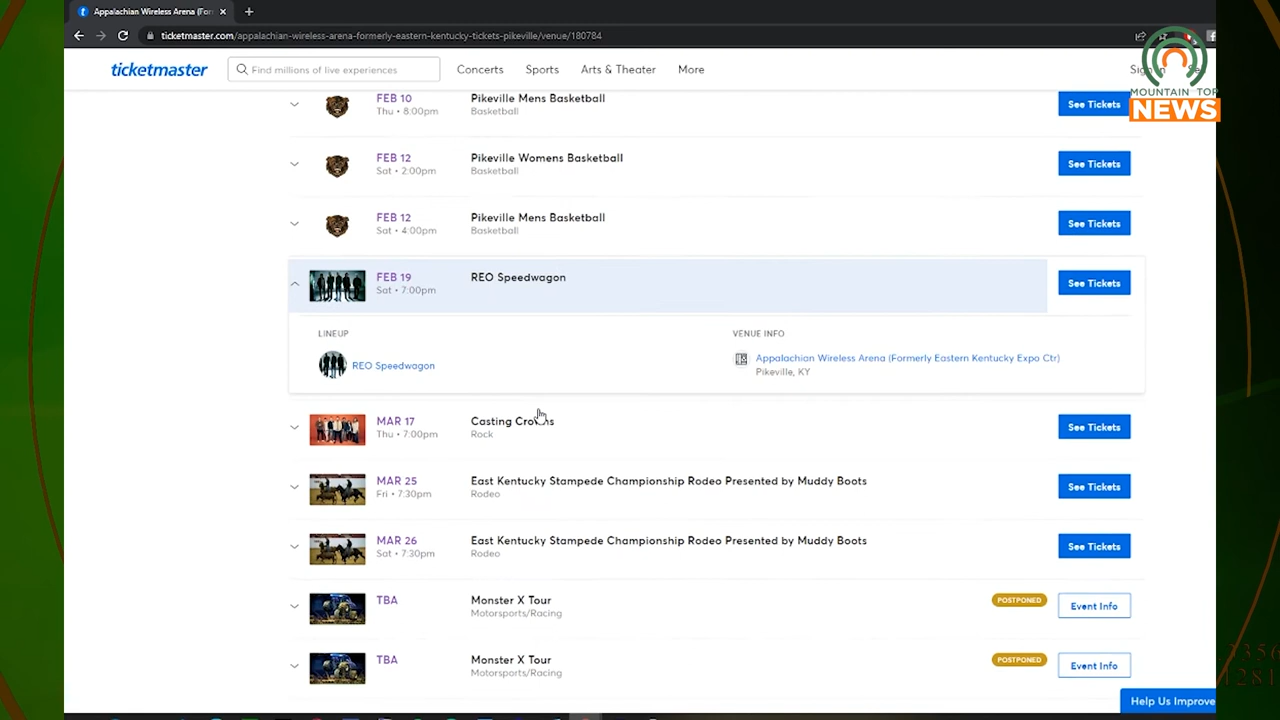 Appalachian Wireless Arena (For
ticketmaster.com/appalachian-wireless-arena-formerly-eastern-kentucky-tickets-pikeville/venue/180784
ticketmaster
Find millions of live experiences
Concerts
Sports
Arts & Theater
More
MOUNTAIN TOP
NEWS
FEB 10
Thu • 8:00pm
Pikeville Mens Basketball
Basketball
See Tickets
FEB 12
Sat • 2:00pm
Pikeville Womens Basketball
Basketball
See Tickets
FEB 12
Sat • 4:00pm
Pikeville Mens Basketball
Basketball
See Tickets
FEB 19
Sat • 7:00pm
REO Speedwagon
See Tickets
LINEUP
REO Speedwagon
VENUE INFO
Appalachian Wireless Arena (Formerly Eastern Kentucky Expo Ctr)
Pikeville, KY
MAR 17
Thu • 7:00pm
Casting Crowns
Rock
See Tickets
MAR 25
Fri • 7:30pm
East Kentucky Stampede Championship Rodeo Presented by Muddy Boots
Rodeo
See Tickets
MAR 26
Sat • 7:30pm
East Kentucky Stampede Championship Rodeo Presented by Muddy Boots
Rodeo
See Tickets
TBA
Monster X Tour
Motorsports/Racing
POSTPONED
Event Info
TBA
Monster X Tour
Motorsports/Racing
POSTPONED
Event Info
Help Us Improve